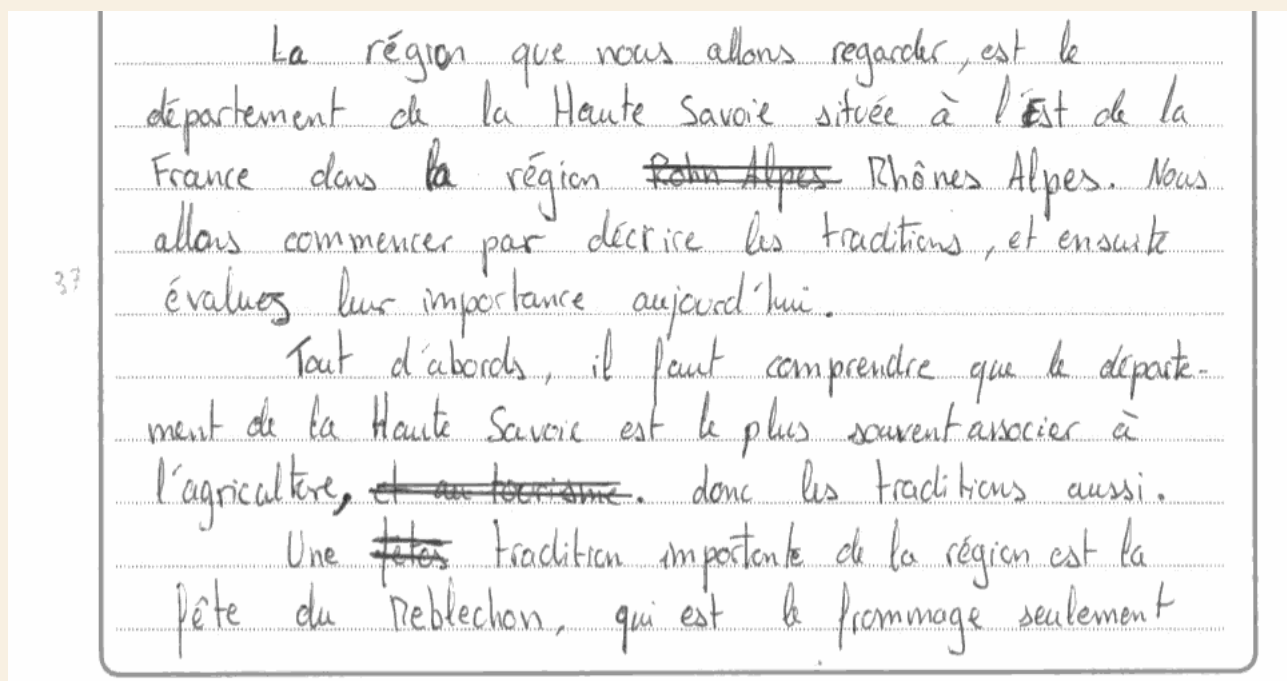 La région que nous allons regarder, est le
département de la Haute Savoie située à l'Est de la
France dans la région ~~Rohn Alpes~~ Rhônes Alpes. Nous
allons commencer par décrire les traditions, et ensuite
37
évaluer leur importance aujourd'hui.
Tout d'abords, il faut comprendre que le départe-
ment de la Haute Savoie est le plus souvent associer à
l'agriculture, ~~et au tourisme~~. donc les traditions aussi.
Une ~~fetes~~ tradition importante de la région est la
fête du Reblechon, qui est le frommage seulement